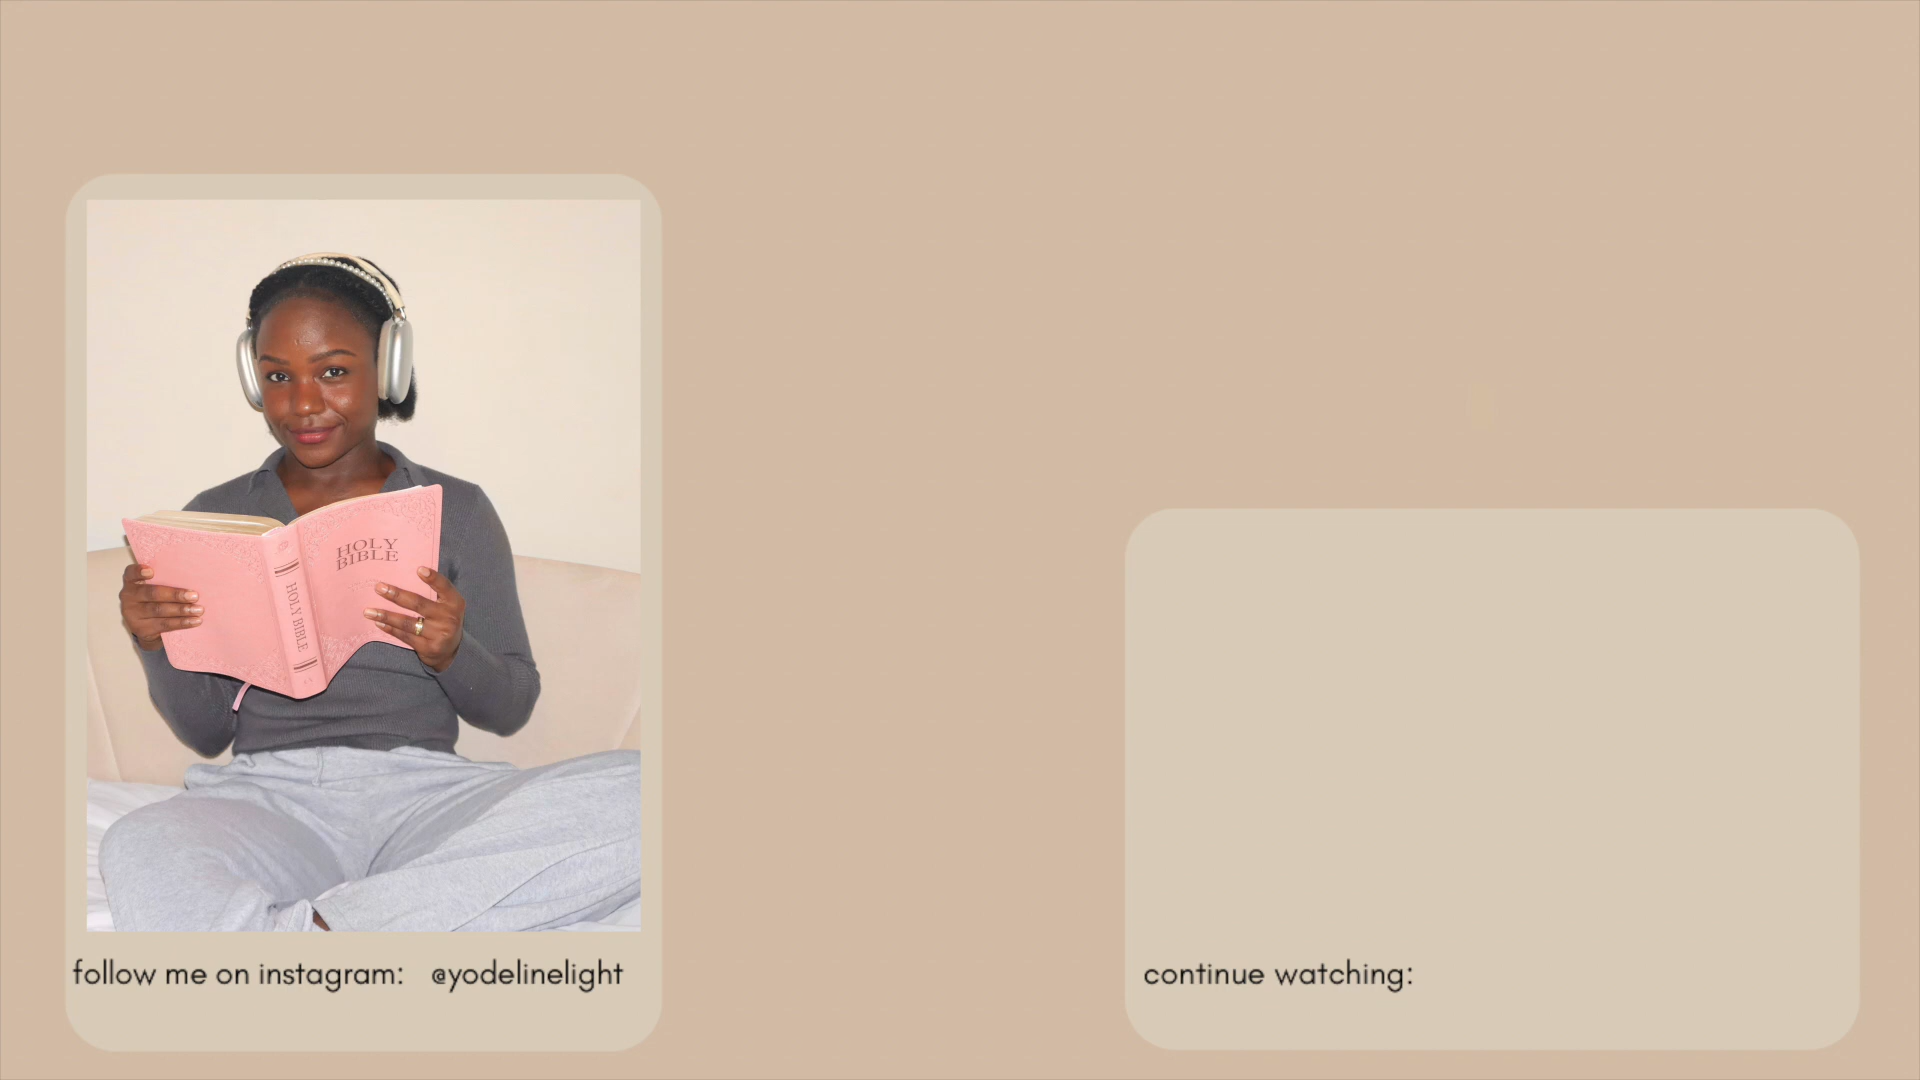 HOLY
BIBLE
HOLY BIBLE
follow me on instagram: @yodelinelight
continue watching: